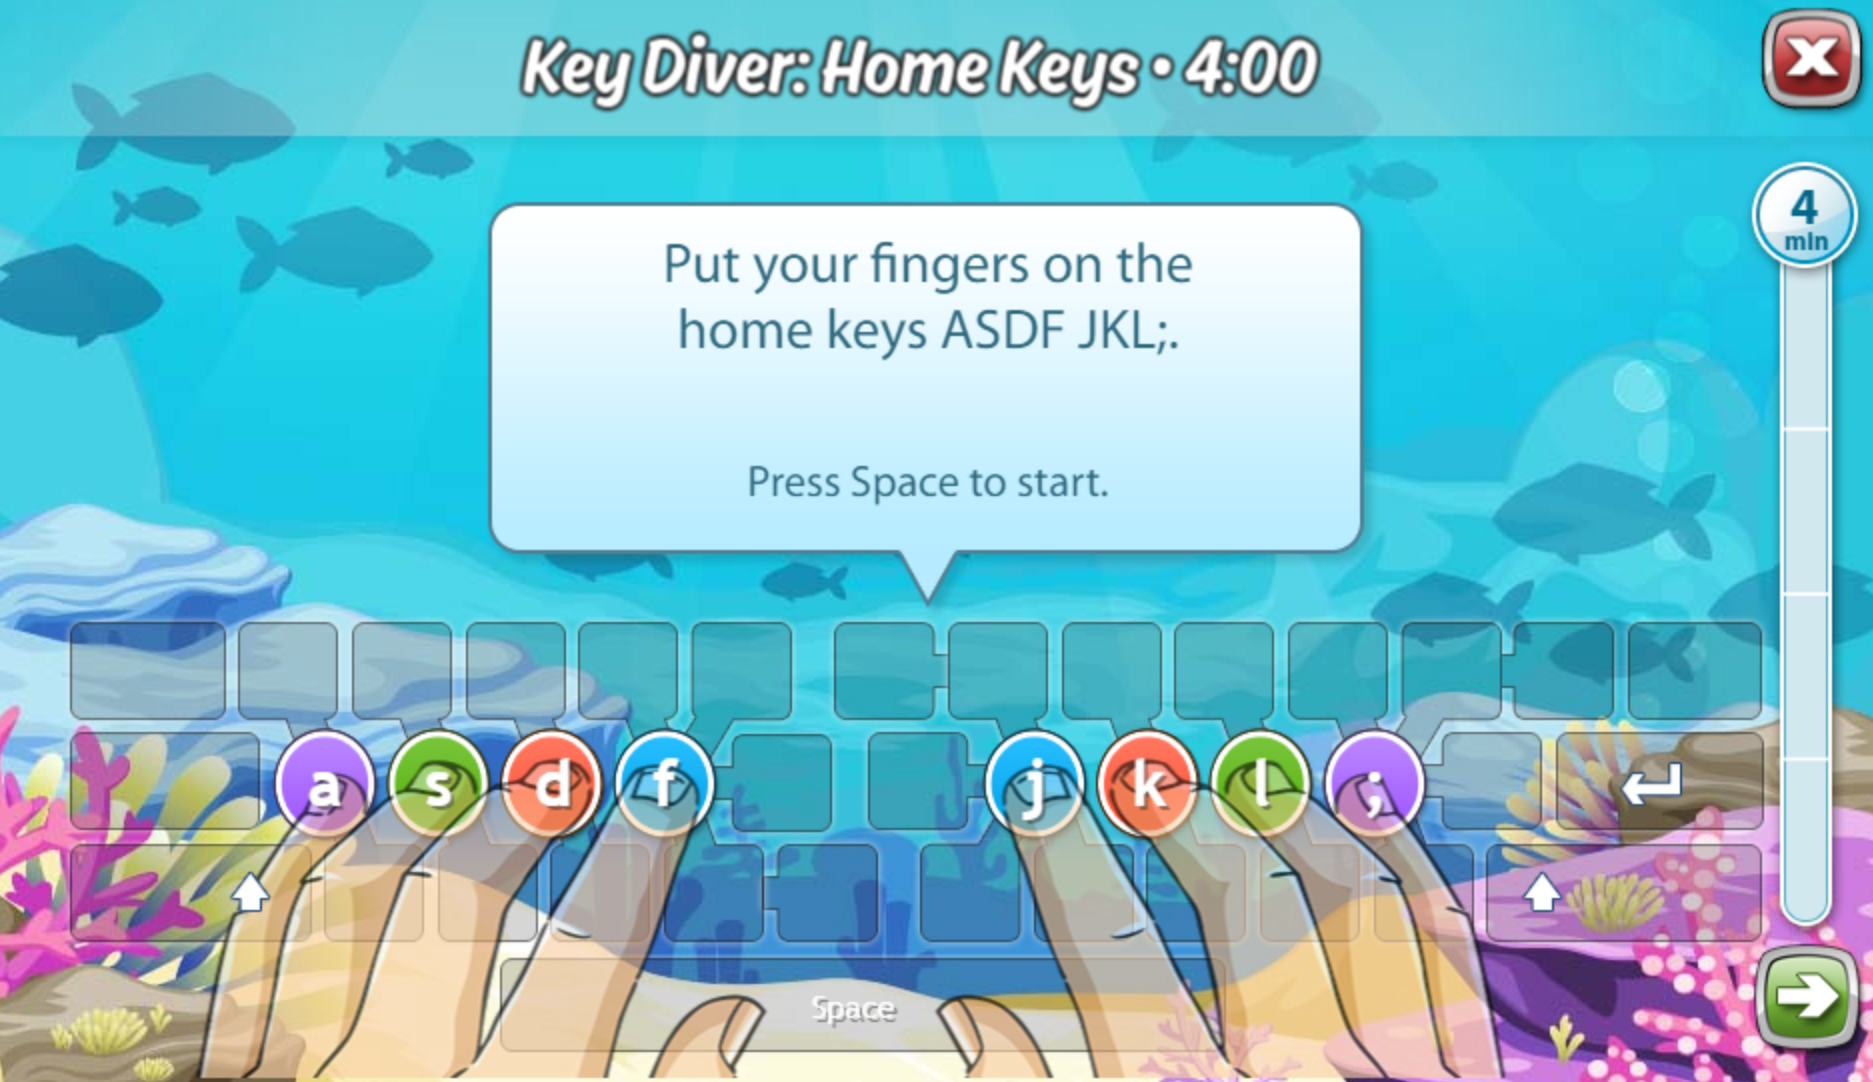 Key Diver: Home Keys • 4:00
4
min
Put your fingers on the
home keys ASDF JKL;.
Press Space to start.
a s d f j k l ;
Space